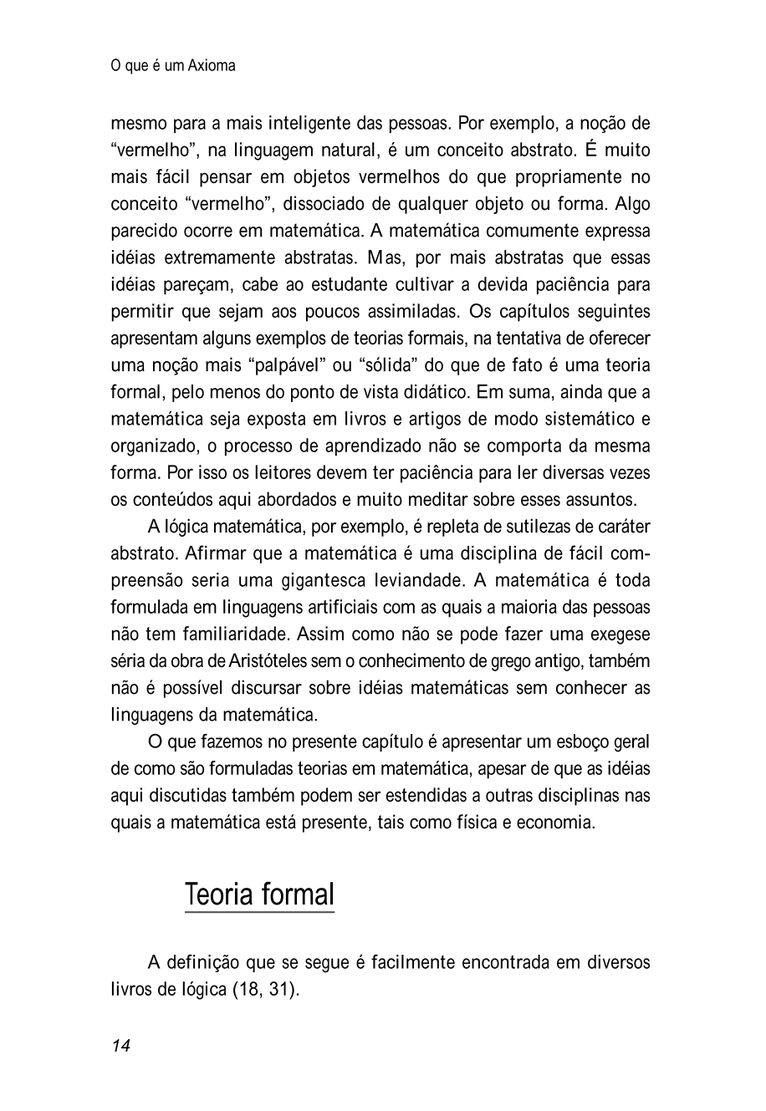 O que é um Axioma
mesmo para a mais inteligente das pessoas. Por exemplo, a noção de
“vermelho”, na linguagem natural, é um conceito abstrato. É muito
mais fácil pensar em objetos vermelhos do que propriamente no
conceito “vermelho”, dissociado de qualquer objeto ou forma. Algo
parecido ocorre em matemática. A matemática comumente expressa
idéias extremamente abstratas. Mas, por mais abstratas que essas
idéias pareçam, cabe ao estudante cultivar a devida paciência para
permitir que sejam aos poucos assimiladas. Os capítulos seguintes
apresentam alguns exemplos de teorias formais, na tentativa de oferecer
uma noção mais “palpável” ou “sólida” do que de fato é uma teoria
formal, pelo menos do ponto de vista didático. Em suma, ainda que a
matemática seja exposta em livros e artigos de modo sistemático e
organizado, o processo de aprendizado não se comporta da mesma
forma. Por isso os leitores devem ter paciência para ler diversas vezes
os conteúdos aqui abordados e muito meditar sobre esses assuntos.
A lógica matemática, por exemplo, é repleta de sutilezas de caráter
abstrato. Afirmar que a matemática é uma disciplina de fácil com-
preensão seria uma gigantesca leviandade. A matemática é toda
formulada em linguagens artificiais com as quais a maioria das pessoas
não tem familiaridade. Assim como não se pode fazer uma exegese
séria da obra de Aristóteles sem o conhecimento de grego antigo, também
não é possível discursar sobre idéias matemáticas sem conhecer as
linguagens da matemática.
O que fazemos no presente capítulo é apresentar um esboço geral
de como são formuladas teorias em matemática, apesar de que as idéias
aqui discutidas também podem ser estendidas a outras disciplinas nas
quais a matemática está presente, tais como física e economia.
Teoria formal
A definição que se segue é facilmente encontrada em diversos
livros de lógica (18, 31).
14